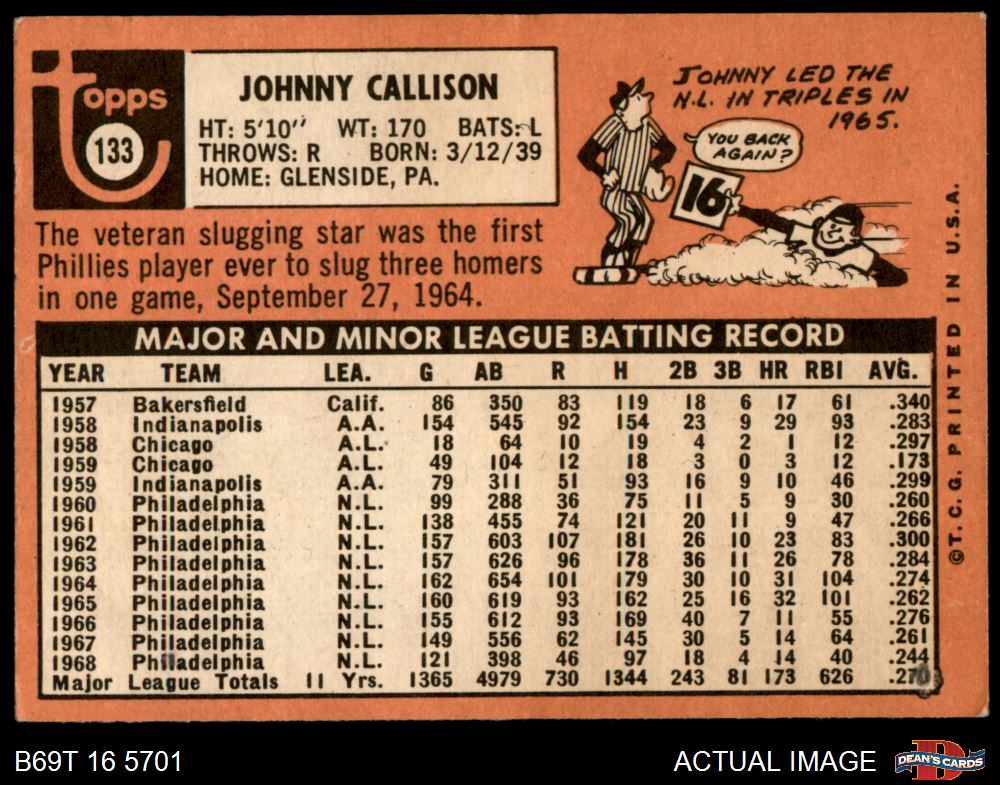 topps
133
JOHNNY CALLISON
HT: 5'10" WT: 170 BATS: L
THROWS: R BORN: 3/12/39
HOME: GLENSIDE, PA.
JOHNNY LED THE
N.L. IN TRIPLES IN
1965.
YOU BACK
AGAIN?
16
The veteran slugging star was the first
Phillies player ever to slug three homers
in one game, September 27, 1964.
MAJOR AND MINOR LEAGUE BATTING RECORD
YEAR TEAM LEA. G AB R H 2B 3B HR RBI AVG.
1957 Bakersfield Calif. 86 350 83 119 18 6 17 61 .340
1958 Indianapolis A.A. 154 545 92 154 23 9 29 93 .283
1958 Chicago A.L. 18 64 10 19 4 2 1 12 .297
1959 Chicago A.L. 49 104 12 18 3 0 3 12 .173
1959 Indianapolis A.A. 79 311 51 93 16 9 10 46 .299
1960 Philadelphia N.L. 99 288 36 75 11 5 9 30 .260
1961 Philadelphia N.L. 138 455 74 121 20 11 9 47 .266
1962 Philadelphia N.L. 157 603 107 181 26 10 23 83 .300
1963 Philadelphia N.L. 157 626 96 178 36 11 26 78 .284
1964 Philadelphia N.L. 162 654 101 179 30 10 31 104 .274
1965 Philadelphia N.L. 160 619 93 162 25 16 32 101 .262
1966 Philadelphia N.L. 155 612 93 169 40 7 11 55 .276
1967 Philadelphia N.L. 149 556 62 145 30 5 14 64 .261
1968 Philadelphia N.L. 121 398 46 97 18 4 14 40 .244
Major League Totals 11 Yrs. 1365 4979 730 1344 243 81 173 626 .270
©T. C. G. PRINTED IN U.S.A.
B69T 16 5701
ACTUAL IMAGE
D
DEAN'S CARDS